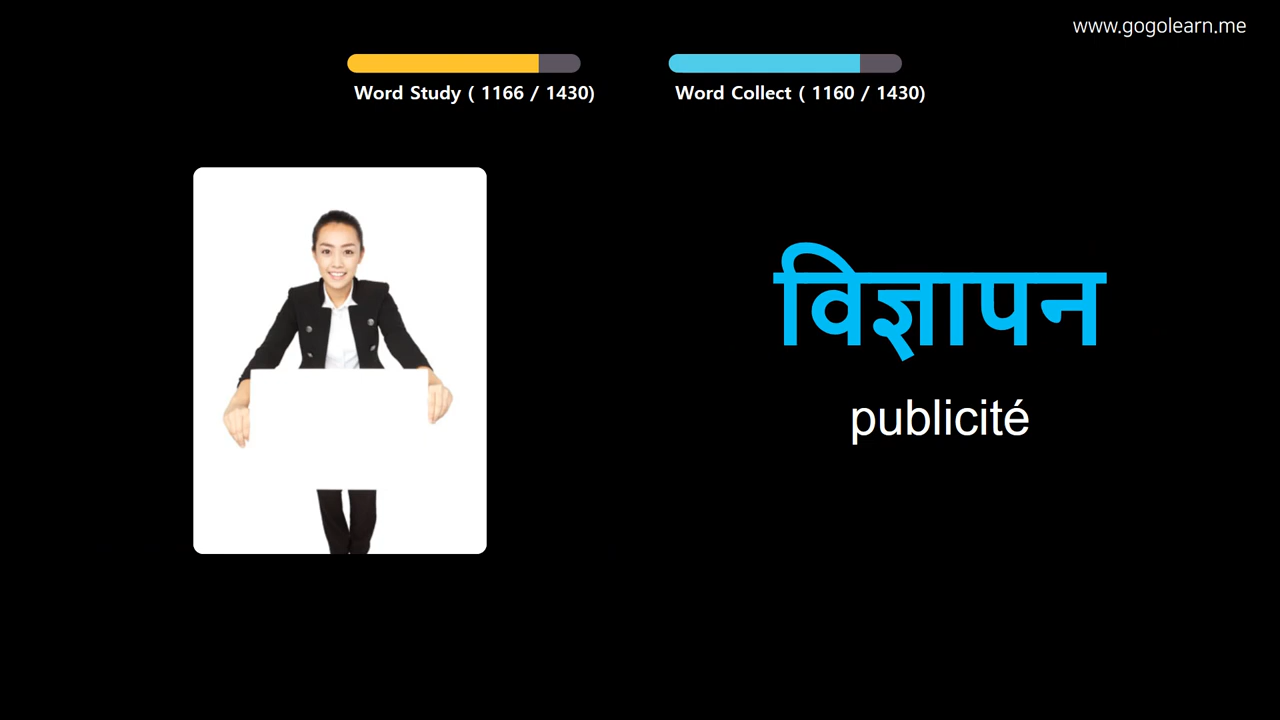 www.gogolearn.me
Word Study ( 1166 / 1430)
Word Collect ( 1160 / 1430)
विज्ञापन
publicité